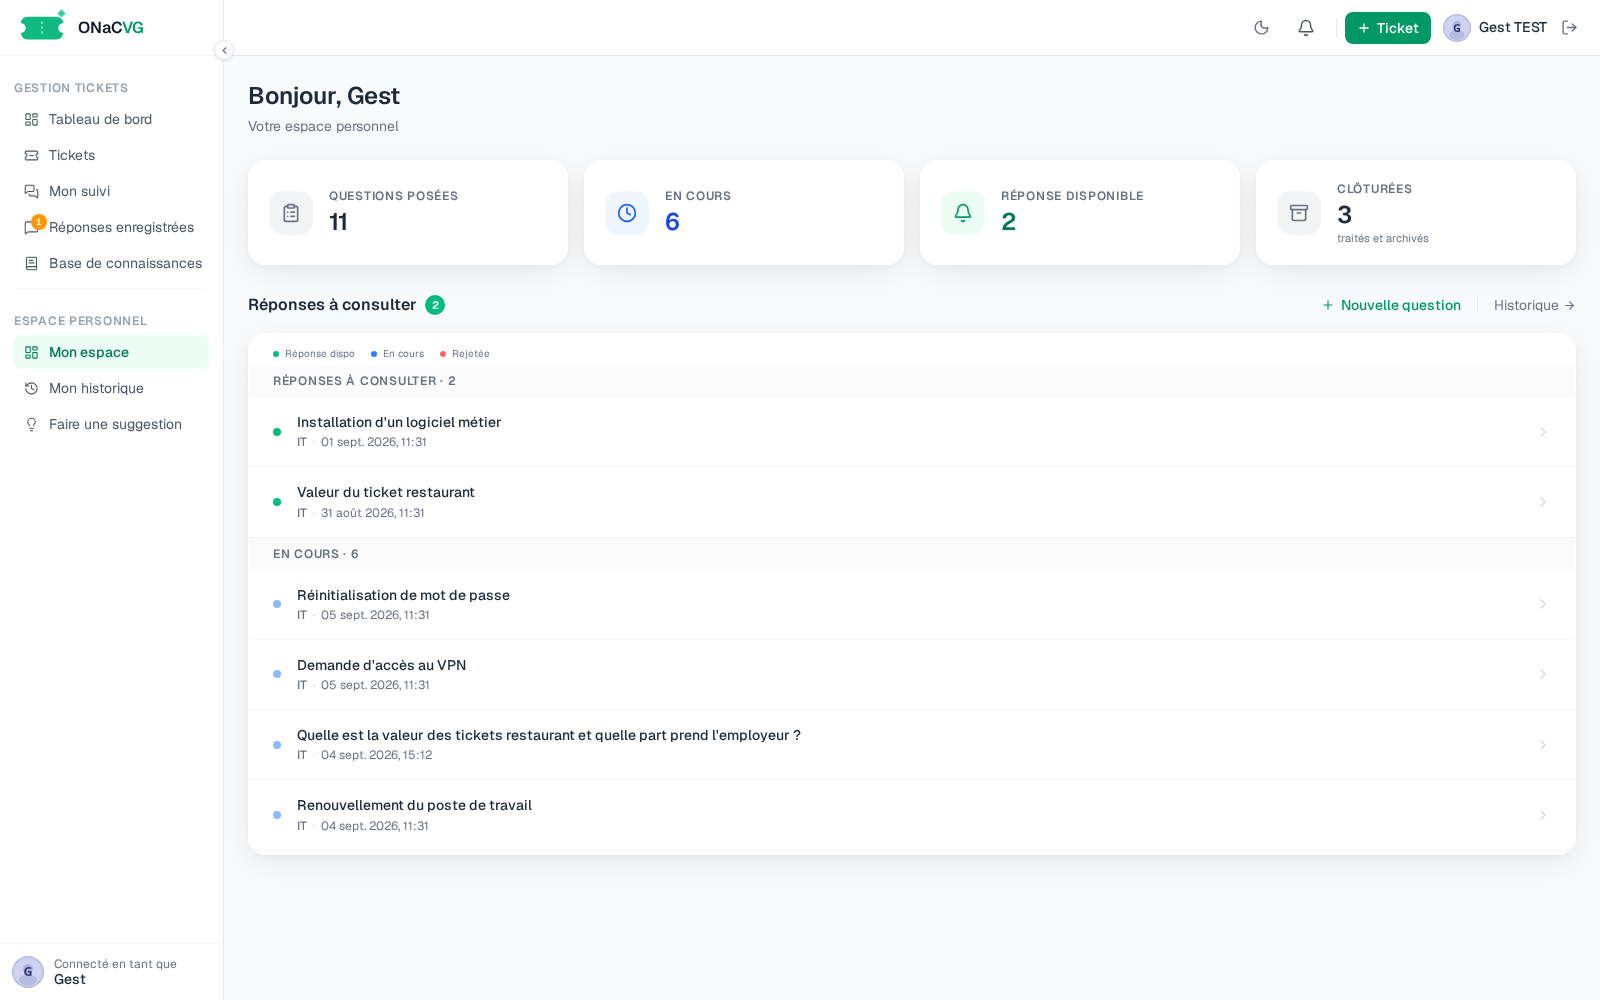 ONaCVG
GESTION TICKETS
Tableau de bord
Tickets
Mon suivi
1
Réponses enregistrées
Base de connaissances
ESPACE PERSONNEL
Mon espace
Mon historique
Faire une suggestion
G
Connecté en tant que
Gest
+ Ticket
G
Gest TEST
Bonjour, Gest
Votre espace personnel
QUESTIONS POSÉES
11
EN COURS
6
RÉPONSE DISPONIBLE
2
CLÔTURÉES
3
traités et archivés
Réponses à consulter 2
+ Nouvelle question
Historique →
Réponse dispo
En cours
Rejetée
RÉPONSES À CONSULTER · 2
Installation d'un logiciel métier
IT · 01 sept. 2026, 11:31
Valeur du ticket restaurant
IT · 31 août 2026, 11:31
EN COURS · 6
Réinitialisation de mot de passe
IT · 05 sept. 2026, 11:31
Demande d'accès au VPN
IT · 05 sept. 2026, 11:31
Quelle est la valeur des tickets restaurant et quelle part prend l'employeur ?
IT · 04 sept. 2026, 15:12
Renouvellement du poste de travail
IT · 04 sept. 2026, 11:31